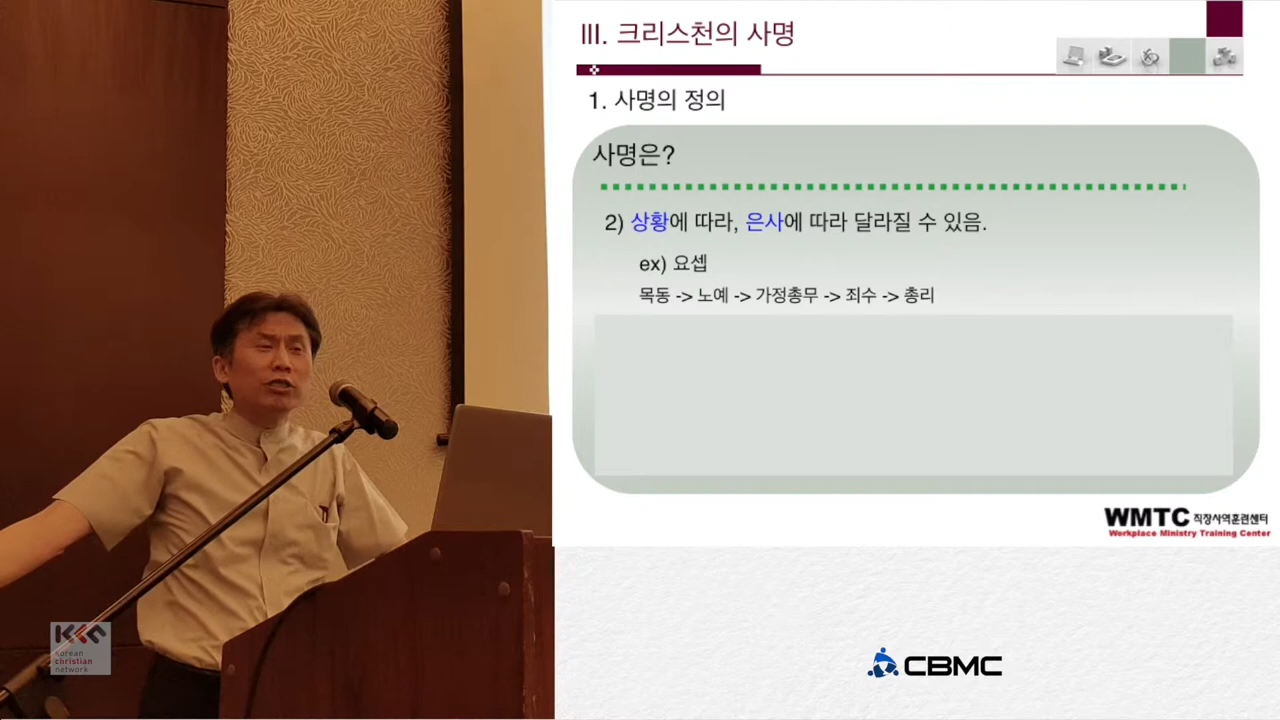 III. 크리스천의 사명
1. 사명의 정의
사명은?
2) 상황에 따라, 은사에 따라 달라질 수 있음.
ex) 요셉
목동 -> 노예 -> 가정총무 -> 죄수 -> 총리
WMTC 직장사역훈련센터
Workplace Ministry Training Center
CBMC
KCN
korean
christian
network